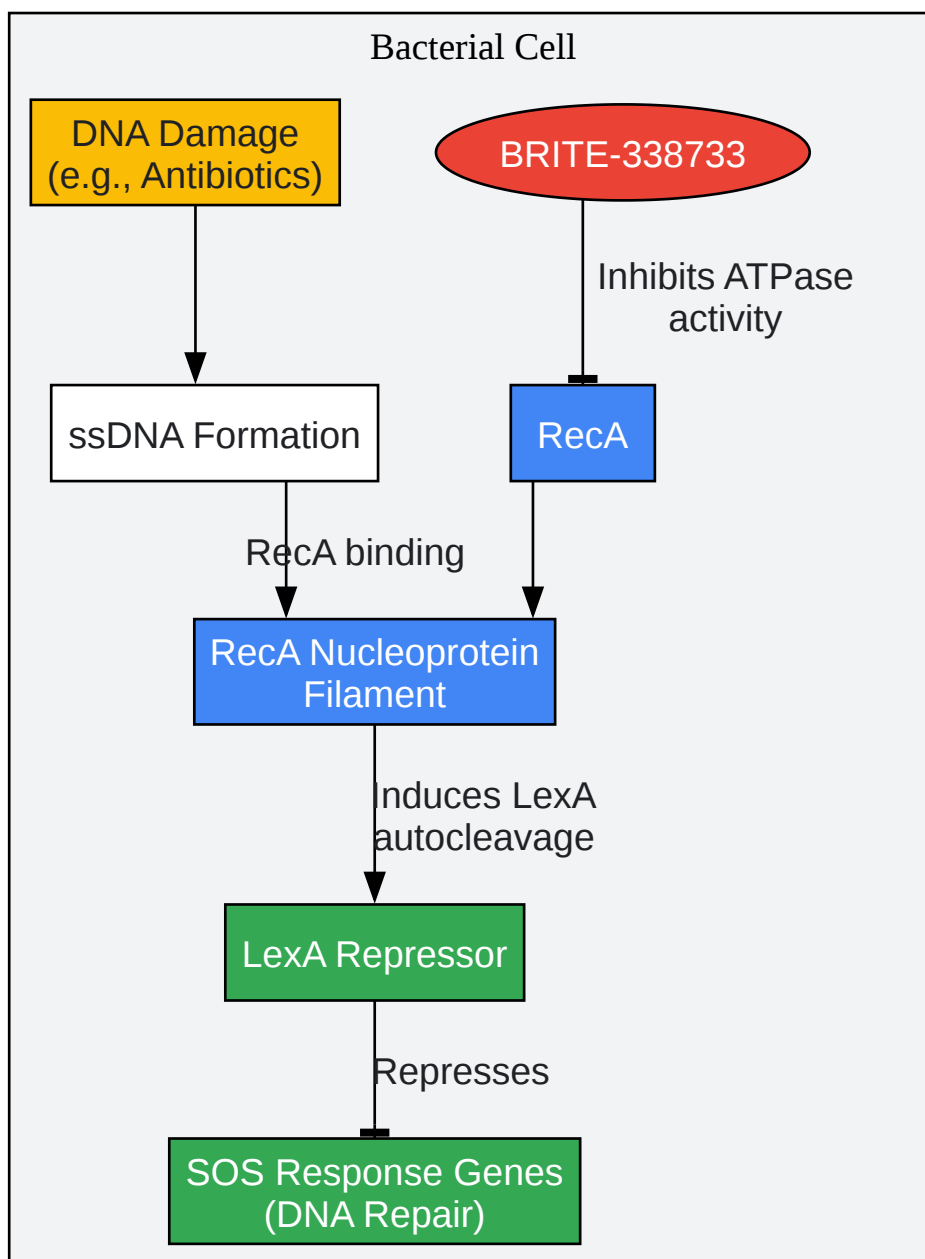 Bacterial Cell
DNA Damage
(e.g., Antibiotics)
BRITE-338733
Inhibits ATPase
activity
ssDNA Formation
RecA
RecA binding
RecA Nucleoprotein
Filament
Induces LexA
autocleavage
LexA Repressor
Represses
SOS Response Genes
(DNA Repair)